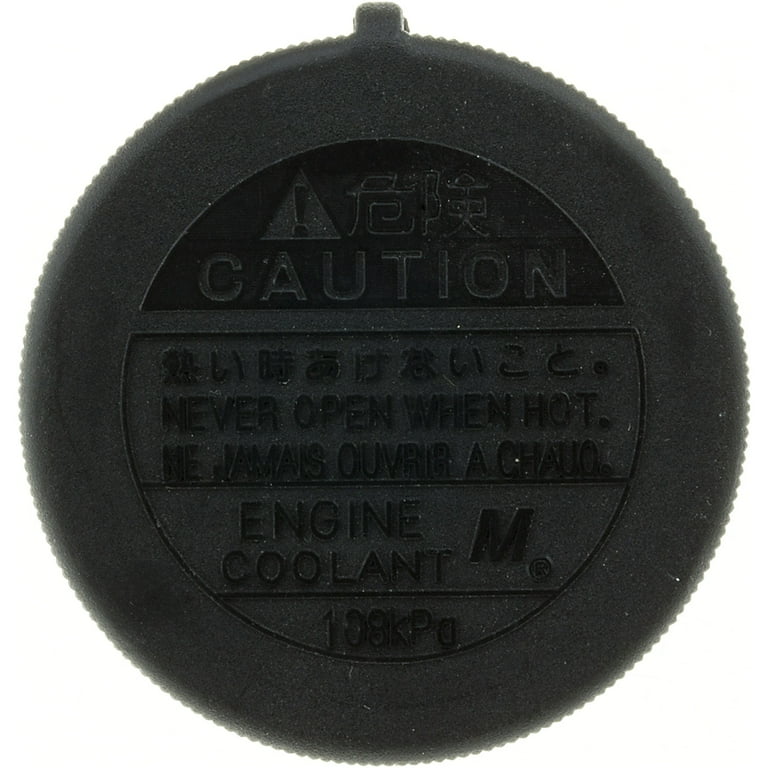 危険
CAUTION
熱い時あけないこと。
NEVER OPEN WHEN HOT.
NE JAMAIS OUVRIR A CHAUD.
ENGINE
COOLANT M®
108kPa